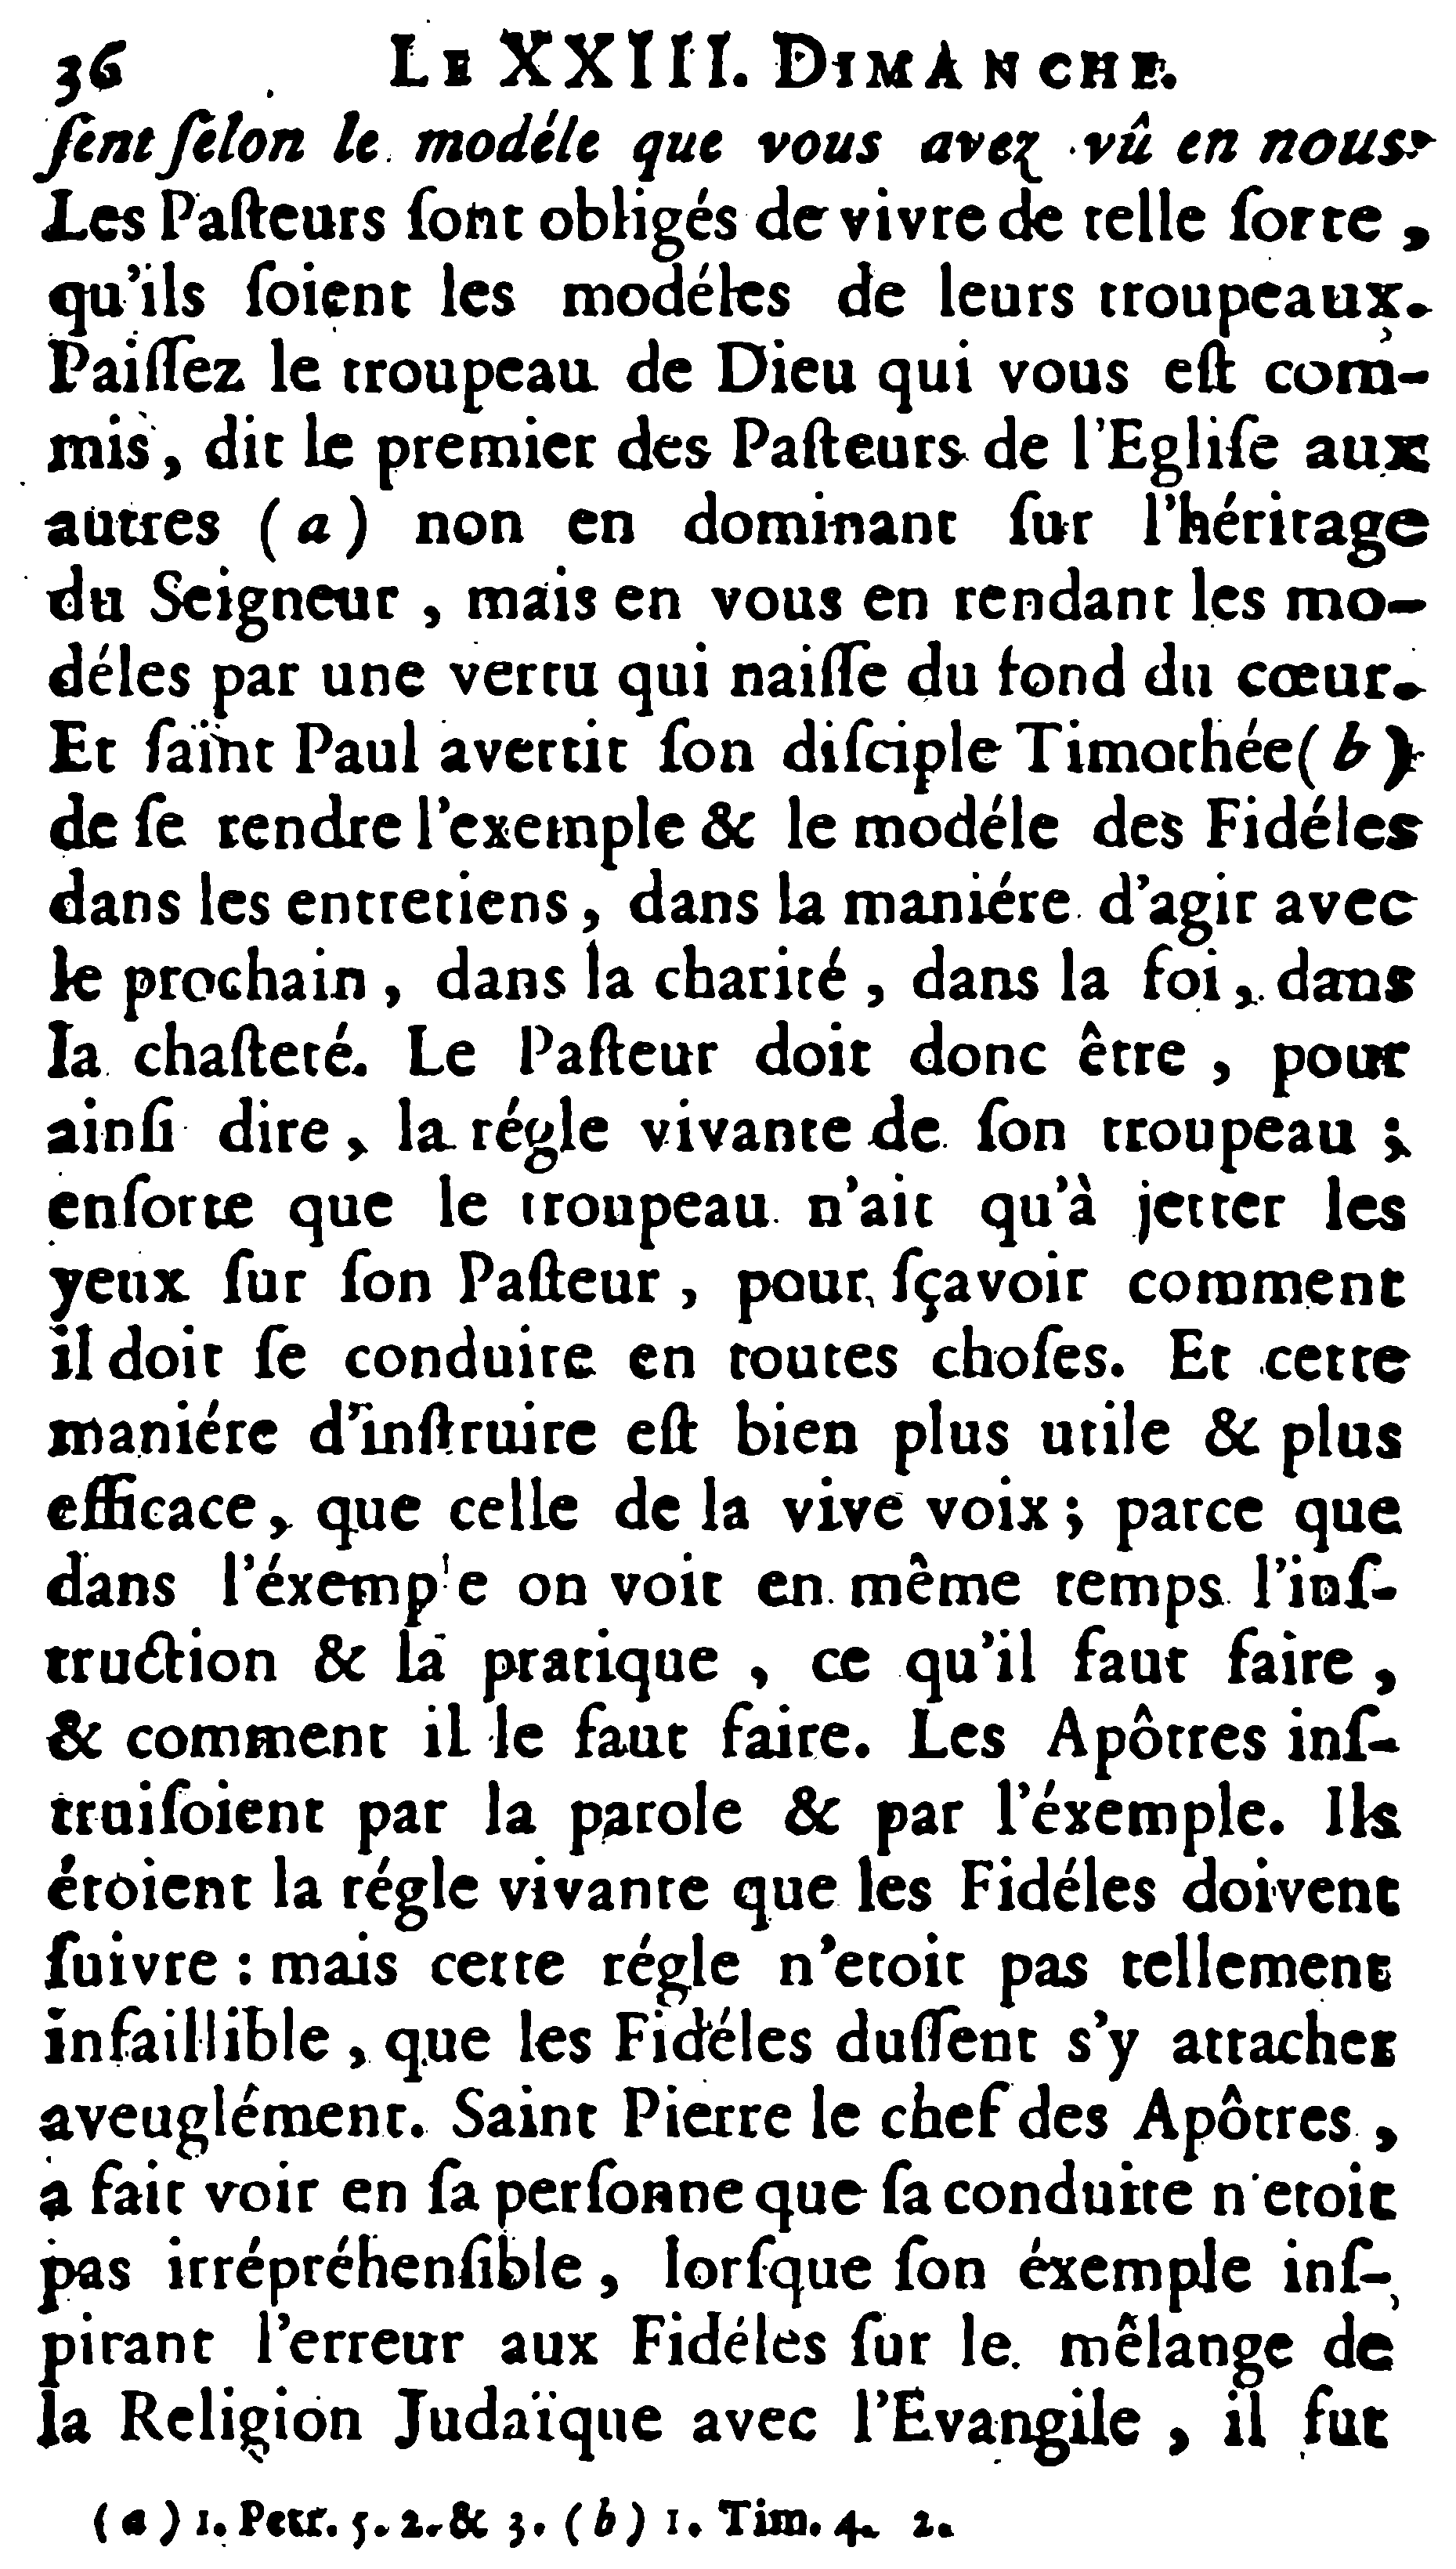 36 LE XXIII. DIMANCHE.
ſent ſelon le modéle que vous avez vû en nous.
Les Paſteurs ſont obligés de vivre de telle ſorte,
qu'ils ſoient les modéles de leurs troupeaux.
Paiſſez le troupeau de Dieu qui vous eſt com-
mis, dit le premier des Paſteurs de l'Egliſe aux
autres (a) non en dominant ſur l'héritage
du Seigneur, mais en vous en rendant les mo-
déles par une vertu qui naiſſe du fond du cœur.
Et ſaint Paul avertit ſon diſciple Timothée (b)
de ſe rendre l'exemple & le modéle des Fidéles
dans les entretiens, dans la maniére d'agir avec
le prochain, dans la charité, dans la foi, dans
la chaſteté. Le Paſteur doit donc être, pour
ainſi dire, la régle vivante de ſon troupeau;
enſorte que le troupeau n'ait qu'à jetter les
yeux ſur ſon Paſteur, pour ſçavoir comment
il doit ſe conduire en toutes choſes. Et cette
maniére d'inſtruire eſt bien plus utile & plus
efficace, que celle de la vive voix; parce que
dans l'éxemple on voit en même temps l'inſ-
truction & la pratique, ce qu'il faut faire,
& comment il le faut faire. Les Apôtres inſ-
truiſoient par la parole & par l'éxemple. Ils
étoient la régle vivante que les Fidéles doivent
ſuivre: mais cette régle n'etoit pas tellement
infaillible, que les Fidéles duſſent s'y attacher
aveuglément. Saint Pierre le chef des Apôtres,
a fait voir en ſa perſonne que ſa conduite n'etoit
pas irrépréhenſible, lorſque ſon éxemple inſ-
pirant l'erreur aux Fidéles ſur le mêlange de
la Religion Judaïque avec l'Evangile, il fut
(a) 1. Petr. 5. 2. & 3. (b) 1. Tim. 4. 2.